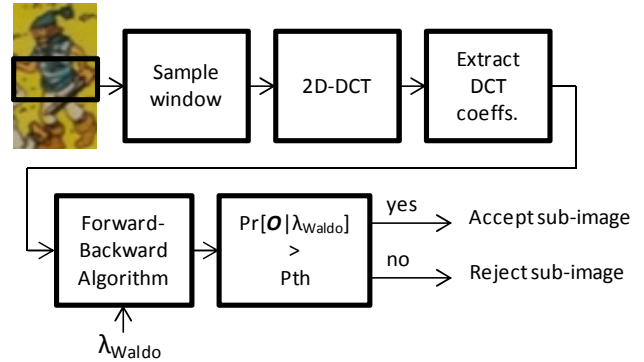 Sample
window
2D-DCT
Extract
DCT
coeffs.
Forward-
Backward
Algorithm
Pr[O|λWaldo]
>
Pth
yes
Accept sub-image
no
Reject sub-image
λWaldo